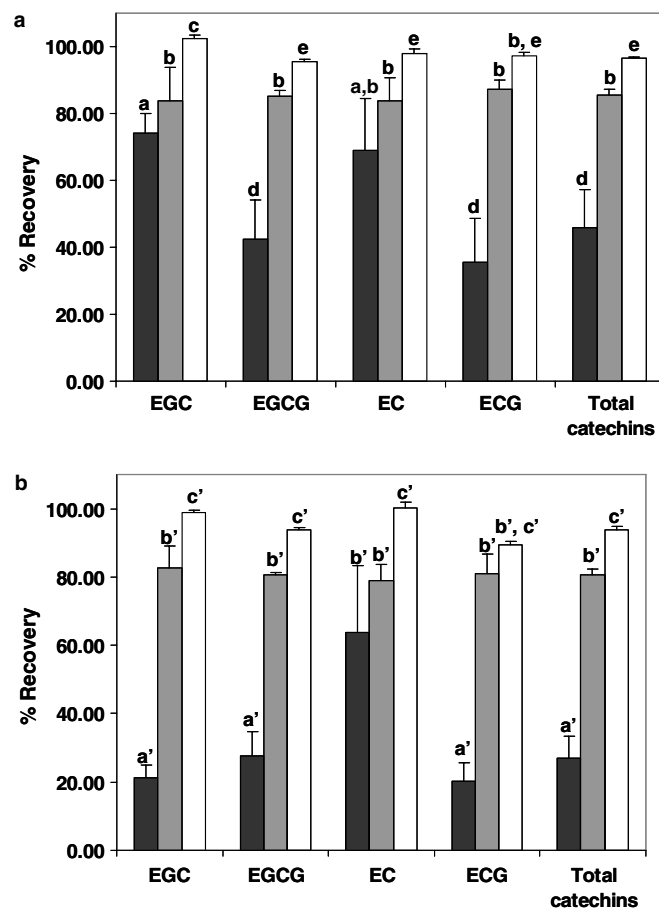 a
100.00
80.00
60.00
40.00
20.00
0.00
% Recovery
a b c
d b e
a,b b e
d b b, e
d b e
EGC EGCG EC ECG Total
catechins
b
100.00
80.00
60.00
40.00
20.00
0.00
% Recovery
a’ b’ c’
a’ b’ c’
b’ b’ c’
a’ b’ b’, c’
a’ b’ c’
EGC EGCG EC ECG Total
catechins